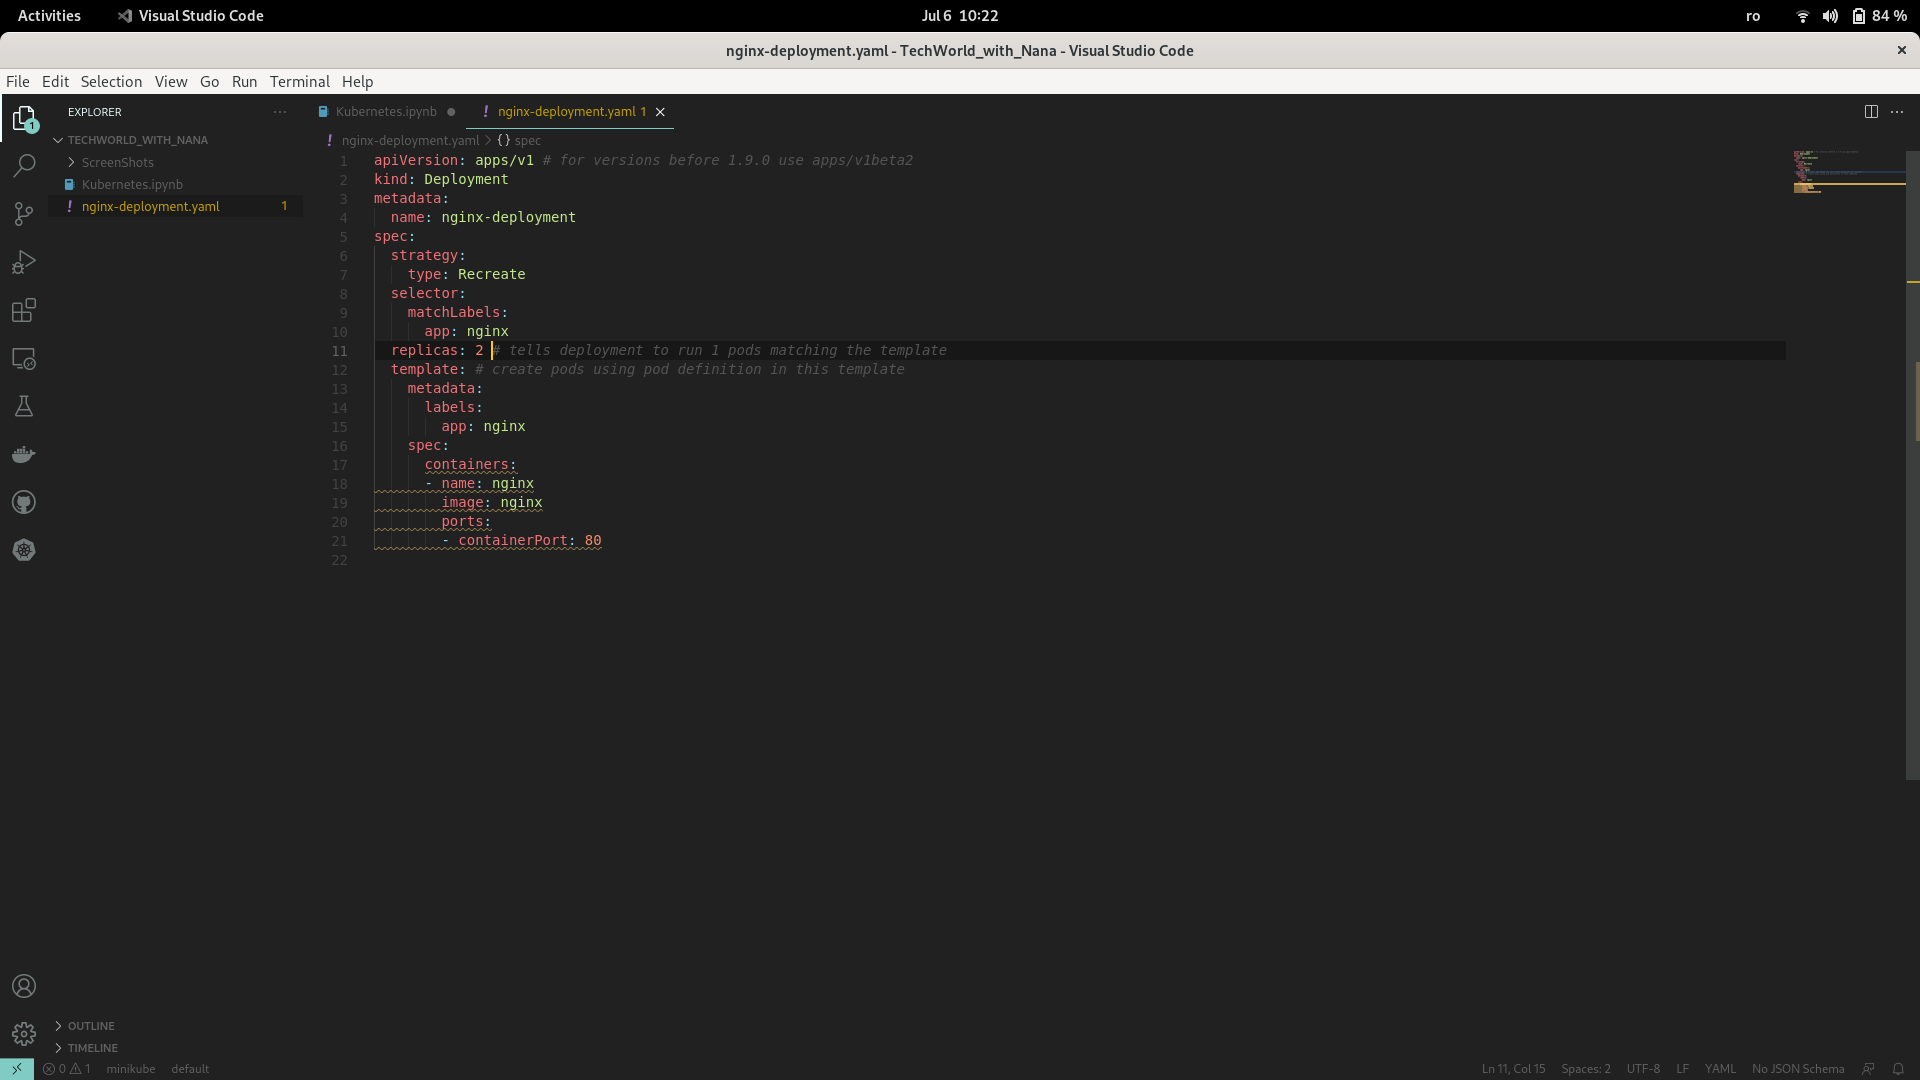 Activities Visual Studio Code Jul 6 10:22 ro 84 %
nginx-deployment.yaml - TechWorld_with_Nana - Visual Studio Code
File Edit Selection View Go Run Terminal Help
EXPLORER
TECHWORLD_WITH_NANA
ScreenShots
Kubernetes.ipynb
nginx-deployment.yaml 1
1
Kubernetes.ipynb nginx-deployment.yaml 1
nginx-deployment.yaml > {} spec
1 apiVersion: apps/v1 # for versions before 1.9.0 use apps/v1beta2
2 kind: Deployment
3 metadata:
4   name: nginx-deployment
5 spec:
6   strategy:
7     type: Recreate
8   selector:
9     matchLabels:
10       app: nginx
11   replicas: 2 # tells deployment to run 1 pods matching the template
12   template: # create pods using pod definition in this template
13     metadata:
14       labels:
15         app: nginx
16     spec:
17       containers:
18       - name: nginx
19         image: nginx
20         ports:
21         - containerPort: 80
22
OUTLINE
TIMELINE
0 1 minikube default Ln 11, Col 15 Spaces: 2 UTF-8 LF YAML No JSON Schema